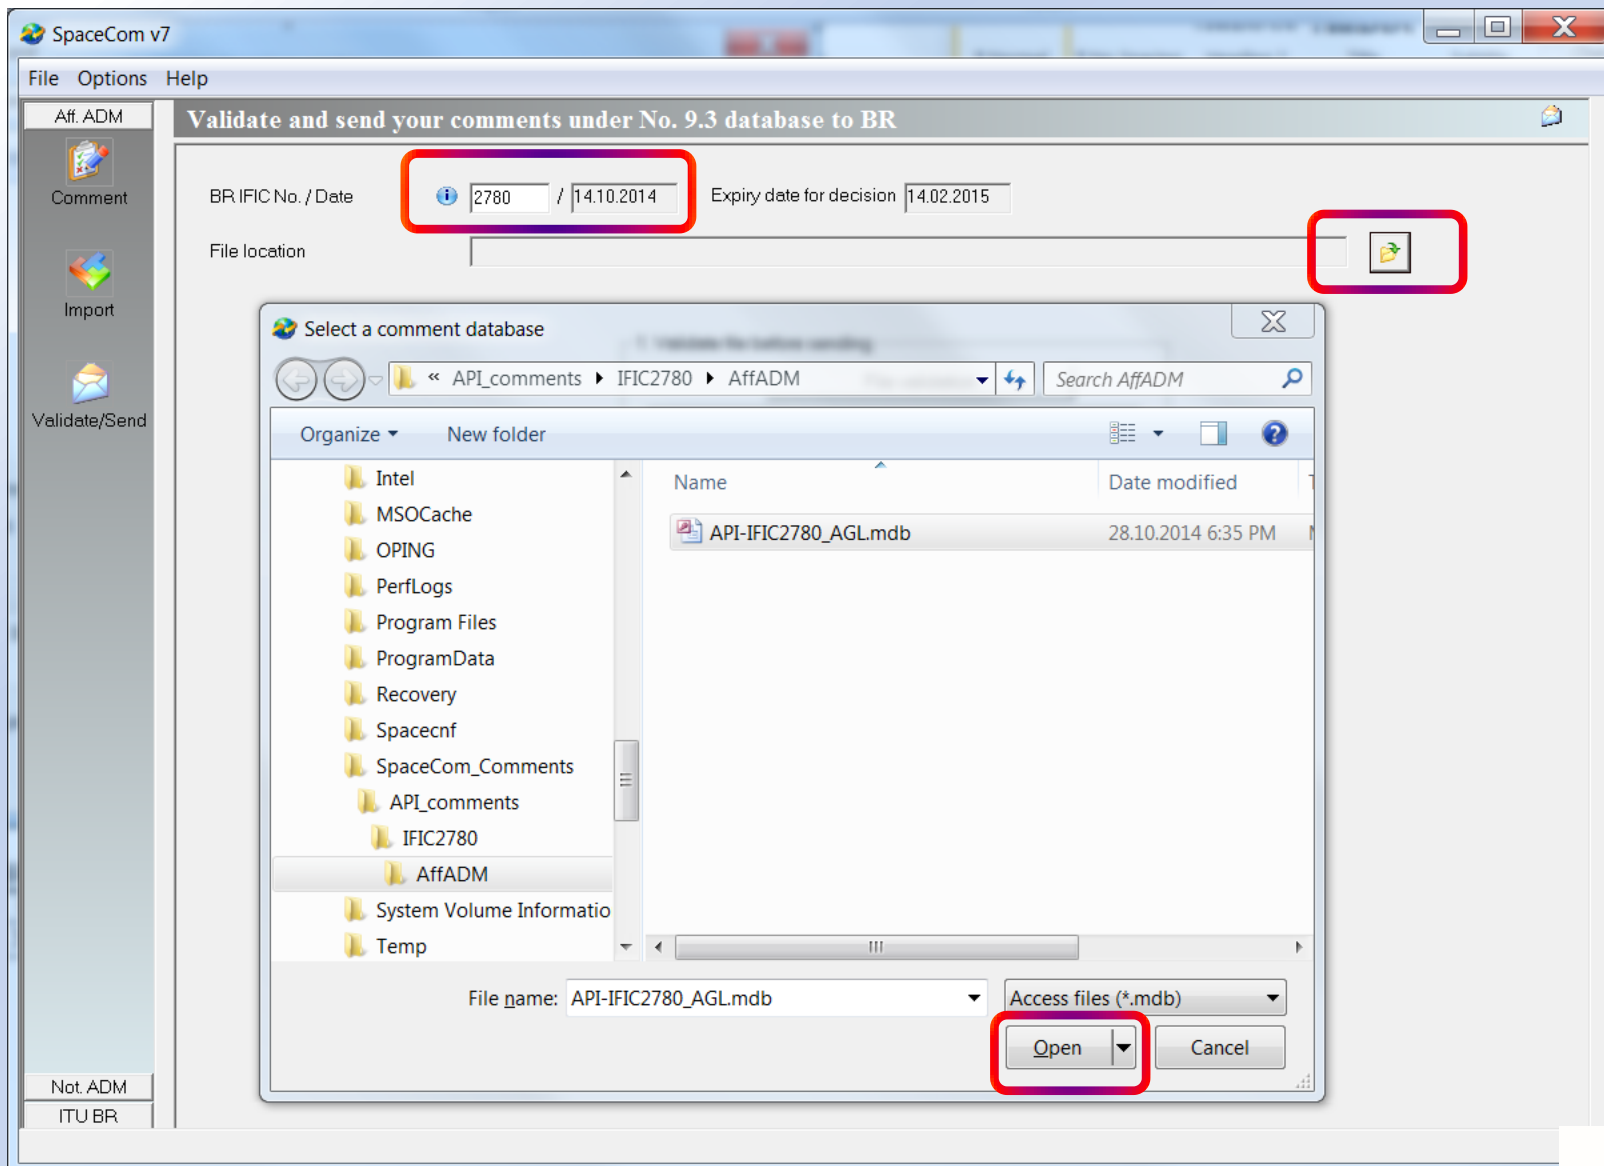 SpaceCom v7
File Options Help
Aff. ADM
Validate and send your comments under No. 9.3 database to BR
Comment
Import
Validate/Send
BR IFIC No. / Date 2780 / 14.10.2014 Expiry date for decision 14.02.2015
File location
Select a comment database
« API_comments IFIC2780 AffADM Search AffADM
Organize New folder
Name Date modified
API-IFIC2780_AGL.mdb 28.10.2014 6:35 PM
Intel
MSOCache
OPING
PerfLogs
Program Files
ProgramData
Recovery
Spacecnf
SpaceCom_Comments
API_comments
IFIC2780
AffADM
System Volume Informatio
Temp
File name: API-IFIC2780_AGL.mdb Access files (*.mdb)
Open Cancel
Not. ADM
ITU BR